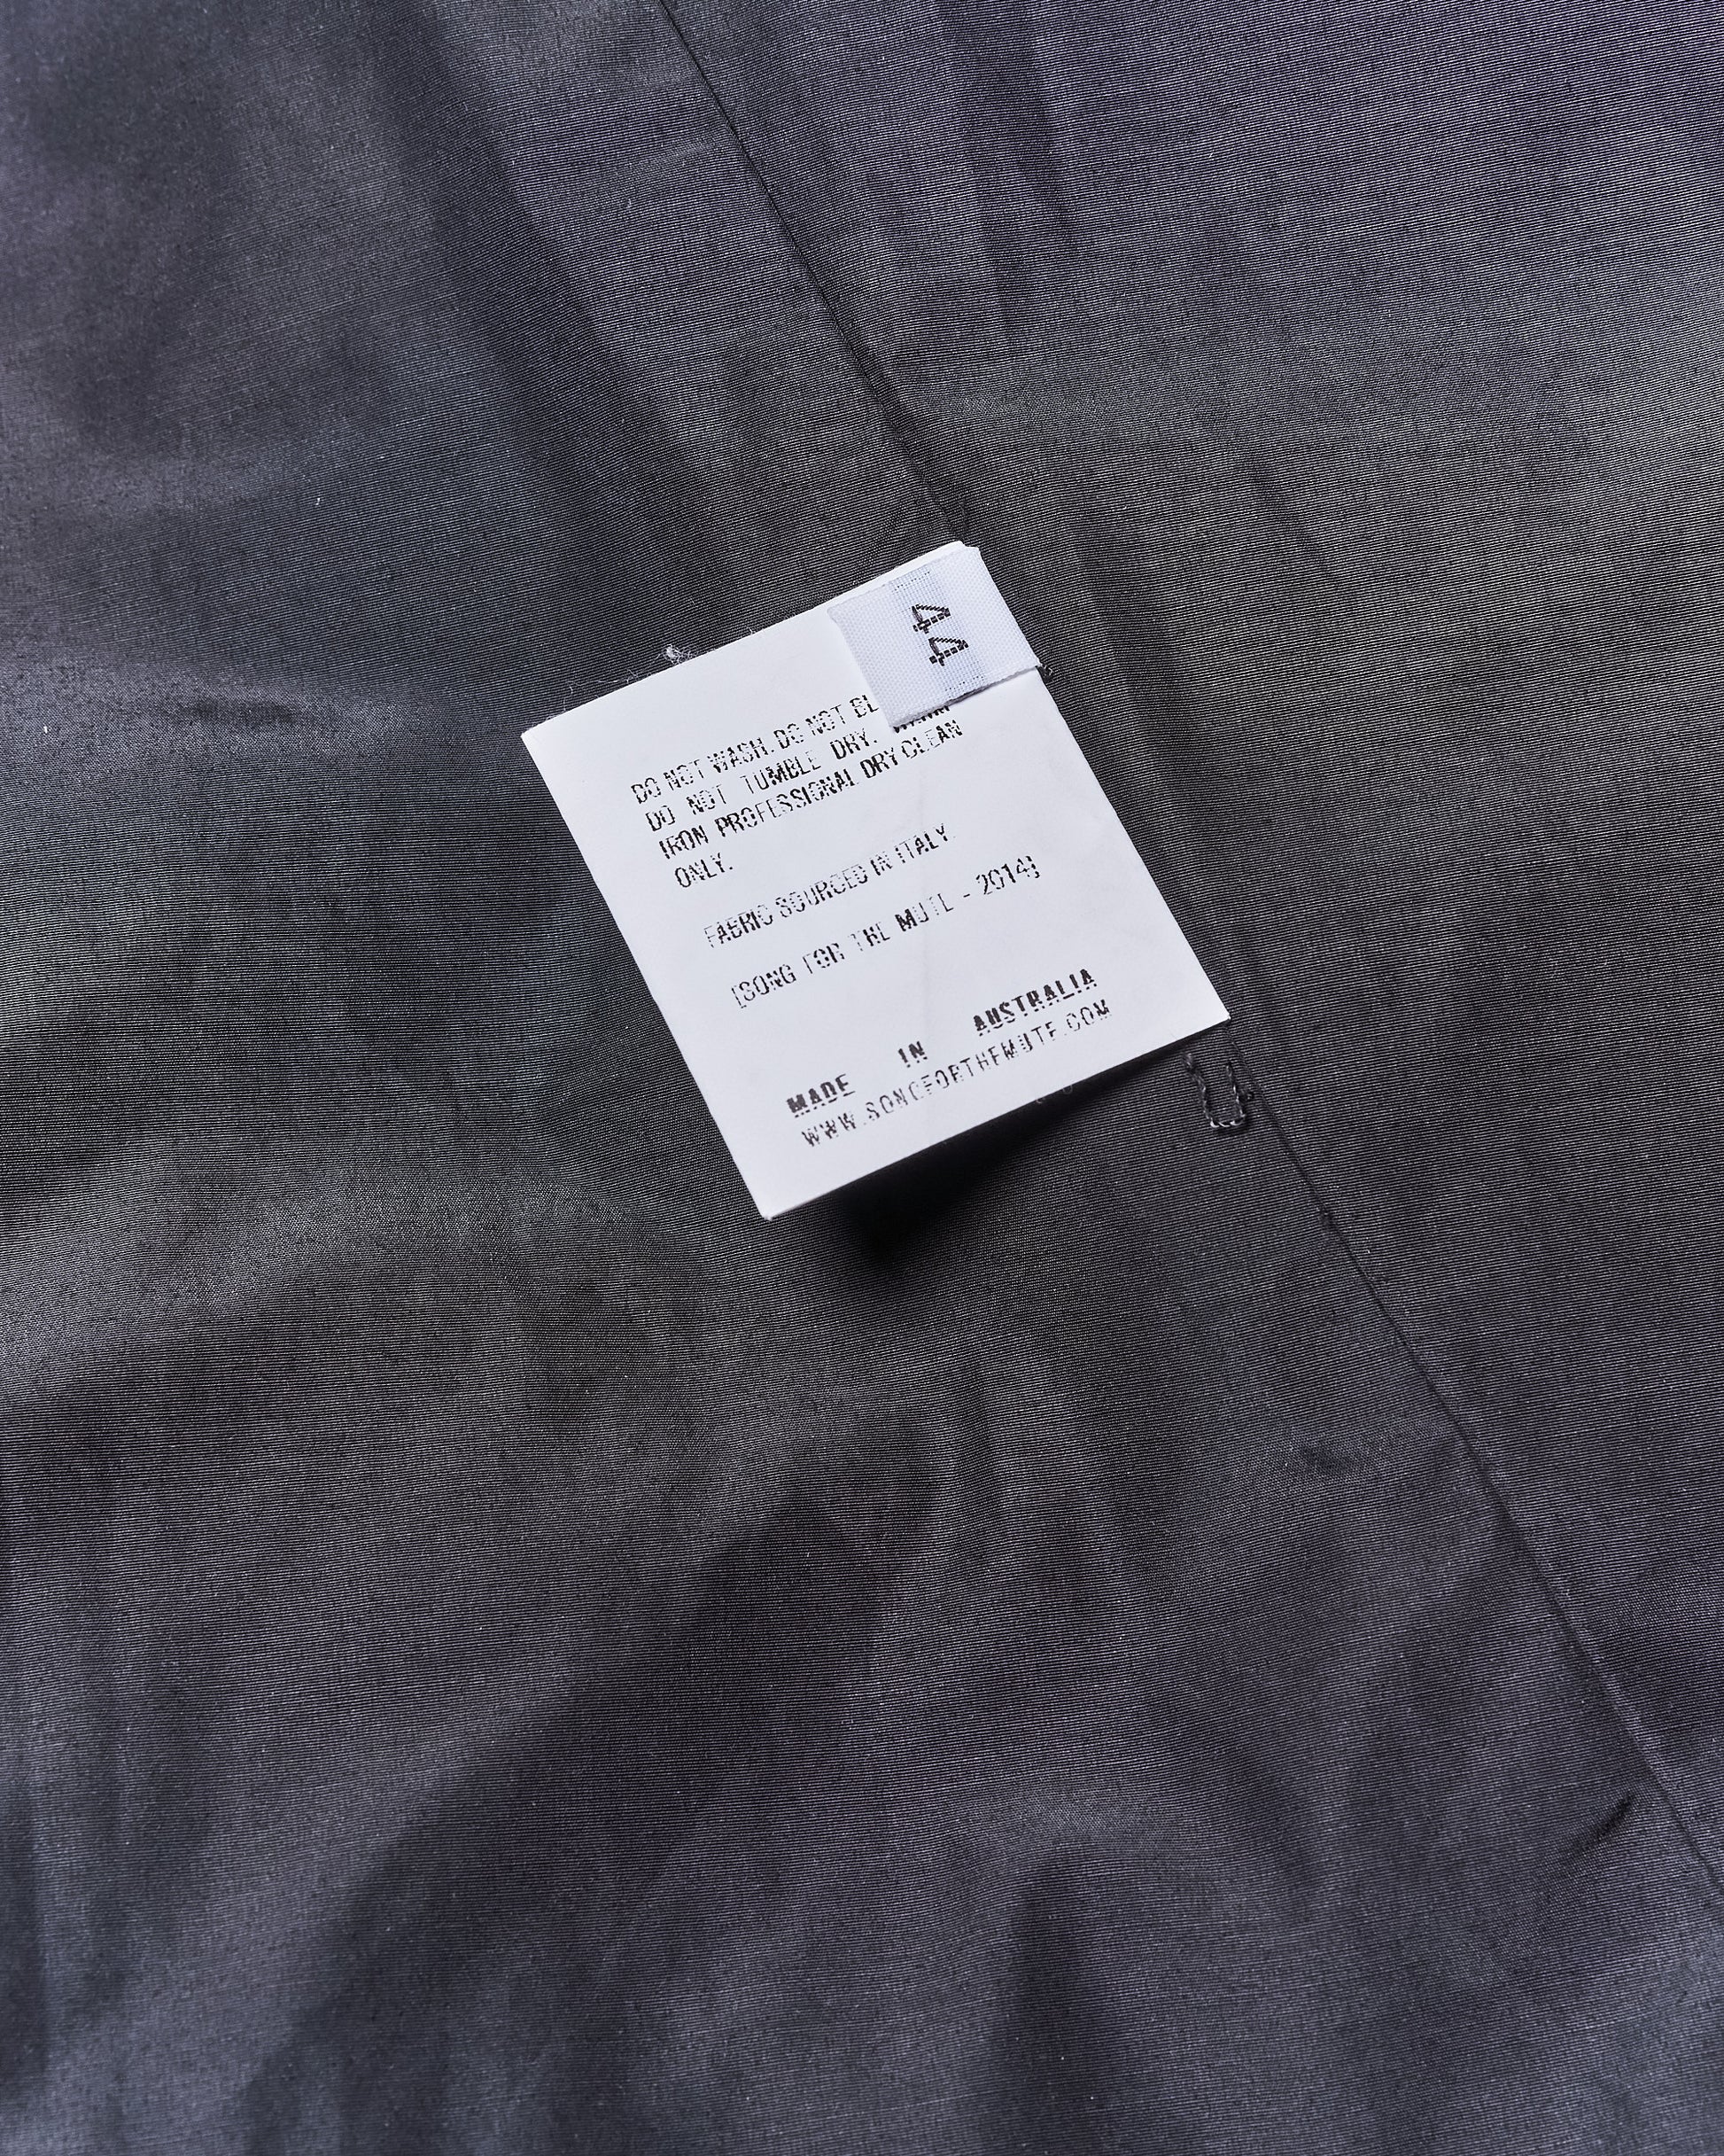 44
DO NOT WASH. DO NOT BL
DO NOT TUMBLE DRY.
IRON PROFESSIONAL DRY CLEAN
ONLY.
FABRIC SOURCED IN ITALY.
[SONG FOR THE MUTE - 2014]
MADE IN AUSTRALIA
WWW.SONGFORTHEMUTE.COM